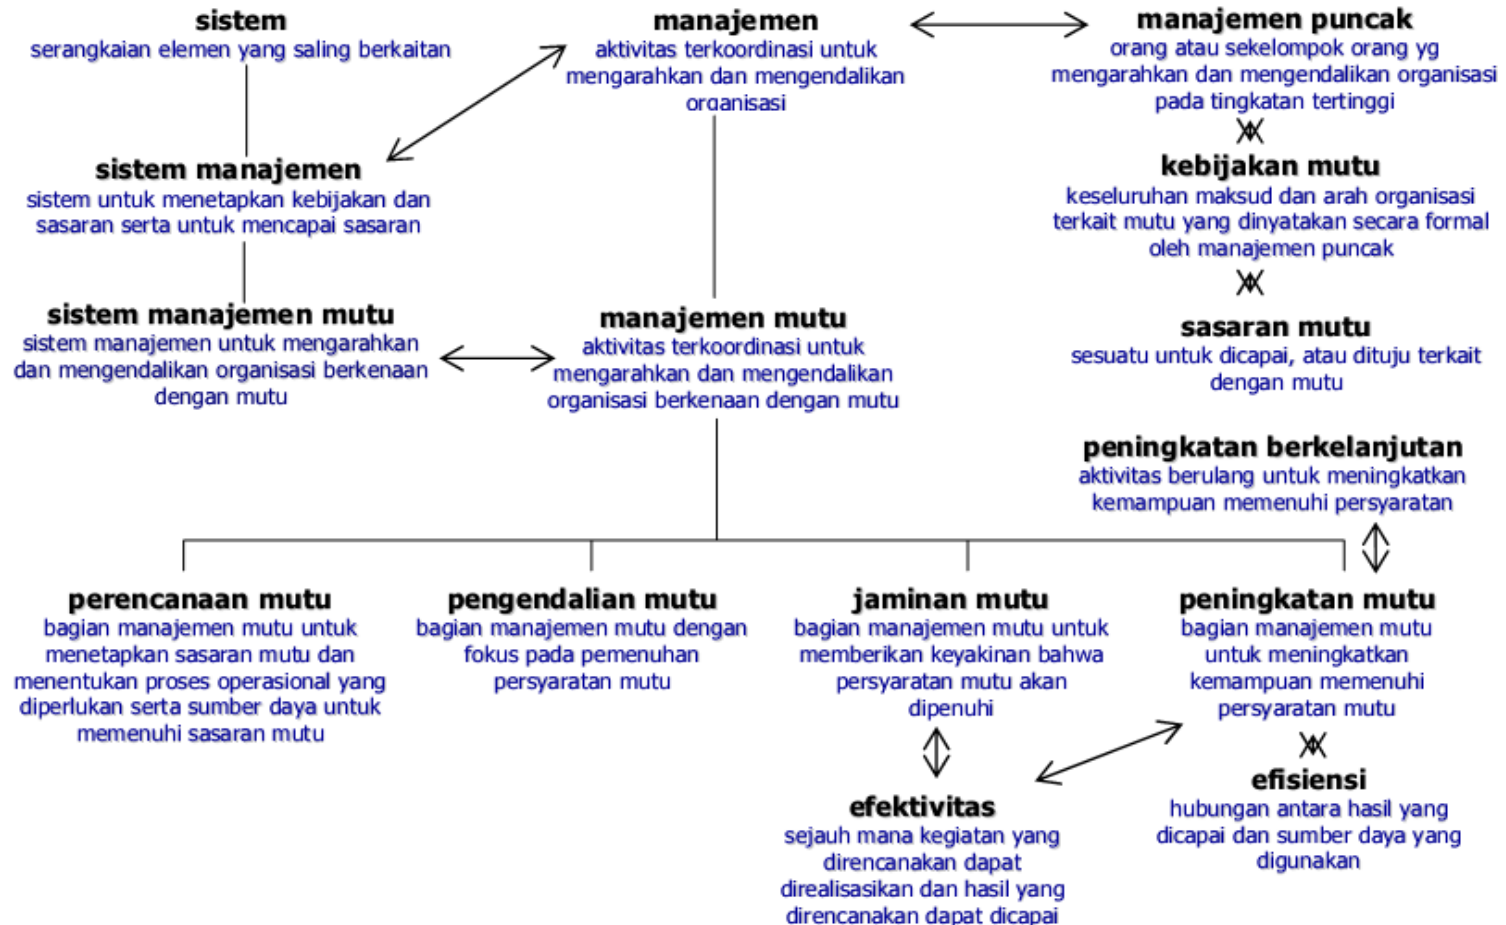 sistem
serangkaian elemen yang saling berkaitan
manajemen
aktivitas terkoordinasi untuk
mengarahkan dan mengendalikan
organisasi
manajemen puncak
orang atau sekelompok orang yg
mengarahkan dan mengendalikan organisasi
pada tingkatan tertinggi
sistem manajemen
sistem untuk menetapkan kebijakan dan
sasaran serta untuk mencapai sasaran
kebijakan mutu
keseluruhan maksud dan arah organisasi
terkait mutu yang dinyatakan secara formal
oleh manajemen puncak
sistem manajemen mutu
sistem manajemen untuk mengarahkan
dan mengendalikan organisasi berkenaan
dengan mutu
manajemen mutu
aktivitas terkoordinasi untuk
mengarahkan dan mengendalikan
organisasi berkenaan dengan mutu
sasaran mutu
sesuatu untuk dicapai, atau dituju terkait
dengan mutu
peningkatan berkelanjutan
aktivitas berulang untuk meningkatkan
kemampuan memenuhi persyaratan
perencanaan mutu
bagian manajemen mutu untuk
menetapkan sasaran mutu dan
menentukan proses operasional yang
diperlukan serta sumber daya untuk
memenuhi sasaran mutu
pengendalian mutu
bagian manajemen mutu dengan
fokus pada pemenuhan
persyaratan mutu
jaminan mutu
bagian manajemen mutu untuk
memberikan keyakinan bahwa
persyaratan mutu akan
dipenuhi
peningkatan mutu
bagian manajemen mutu
untuk meningkatkan
kemampuan memenuhi
persyaratan mutu
efektivitas
sejauh mana kegiatan yang
direncanakan dapat
direalisasikan dan hasil yang
direncanakan dapat dicapai
efisiensi
hubungan antara hasil yang
dicapai dan sumber daya yang
digunakan